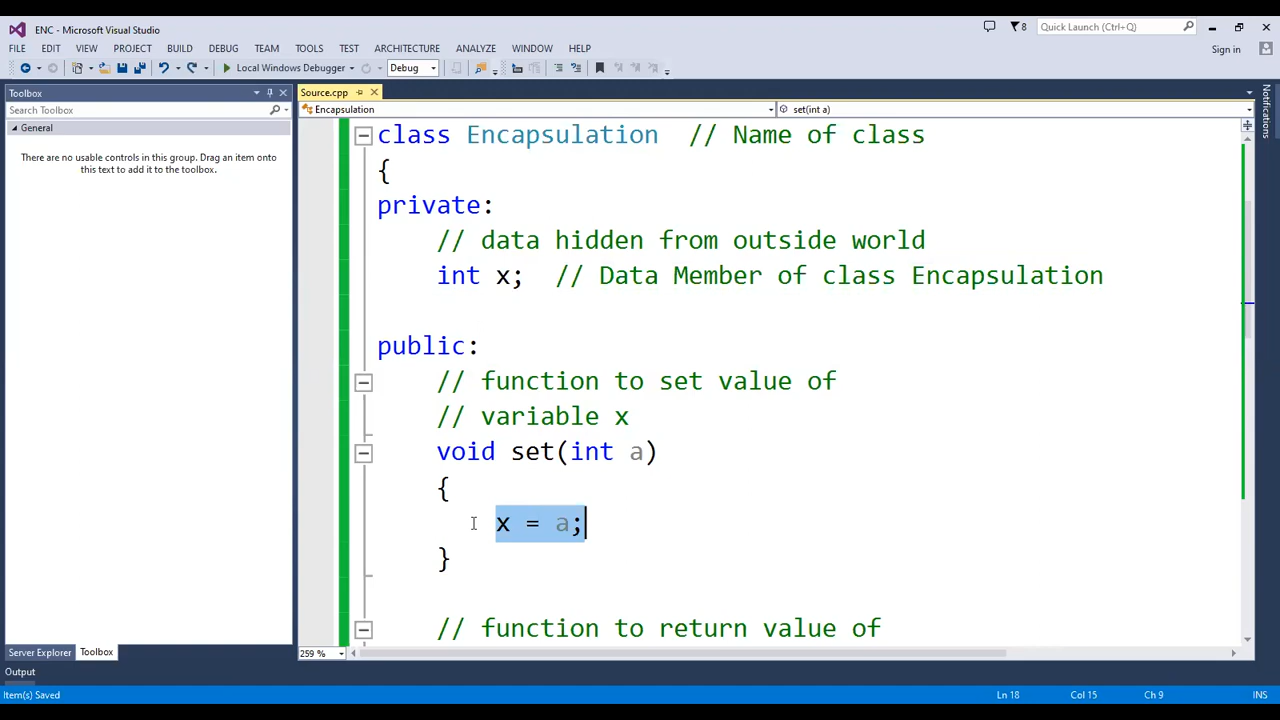 ENC - Microsoft Visual Studio
8
Quick Launch (Ctrl+Q)
FILE EDIT VIEW PROJECT BUILD DEBUG TEAM TOOLS TEST ARCHITECTURE ANALYZE WINDOW HELP
Sign in
Local Windows Debugger
Debug
Toolbox
Source.cpp
Search Toolbox
Encapsulation
set(int a)
General
There are no usable controls in this group. Drag an item onto
this text to add it to the toolbox.
class Encapsulation // Name of class
{
private:
// data hidden from outside world
int x; // Data Member of class Encapsulation
public:
// function to set value of
// variable x
void set(int a)
{
x = a;
}
// function to return value of
Notifications
Server Explorer
Toolbox
259 %
Output
Item(s) Saved
Ln 18
Col 15
Ch 9
INS